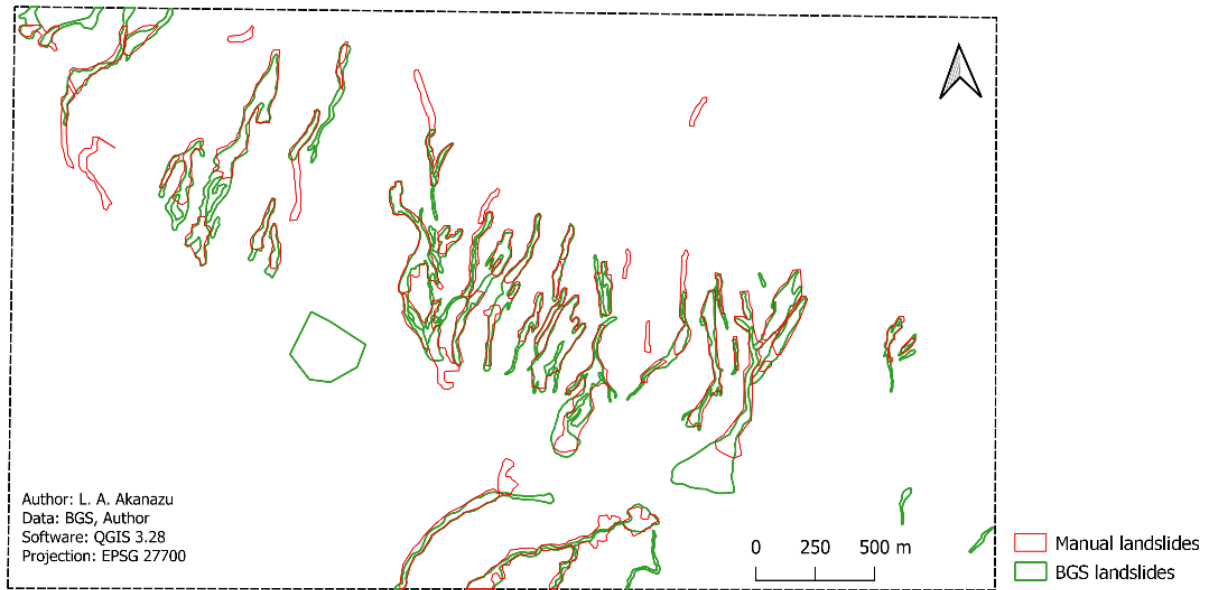 Author: L. A. Akanazu
Data: BGS, Author
Software: QGIS 3.28
Projection: EPSG 27700
0 250 500 m
Manual landslides
BGS landslides